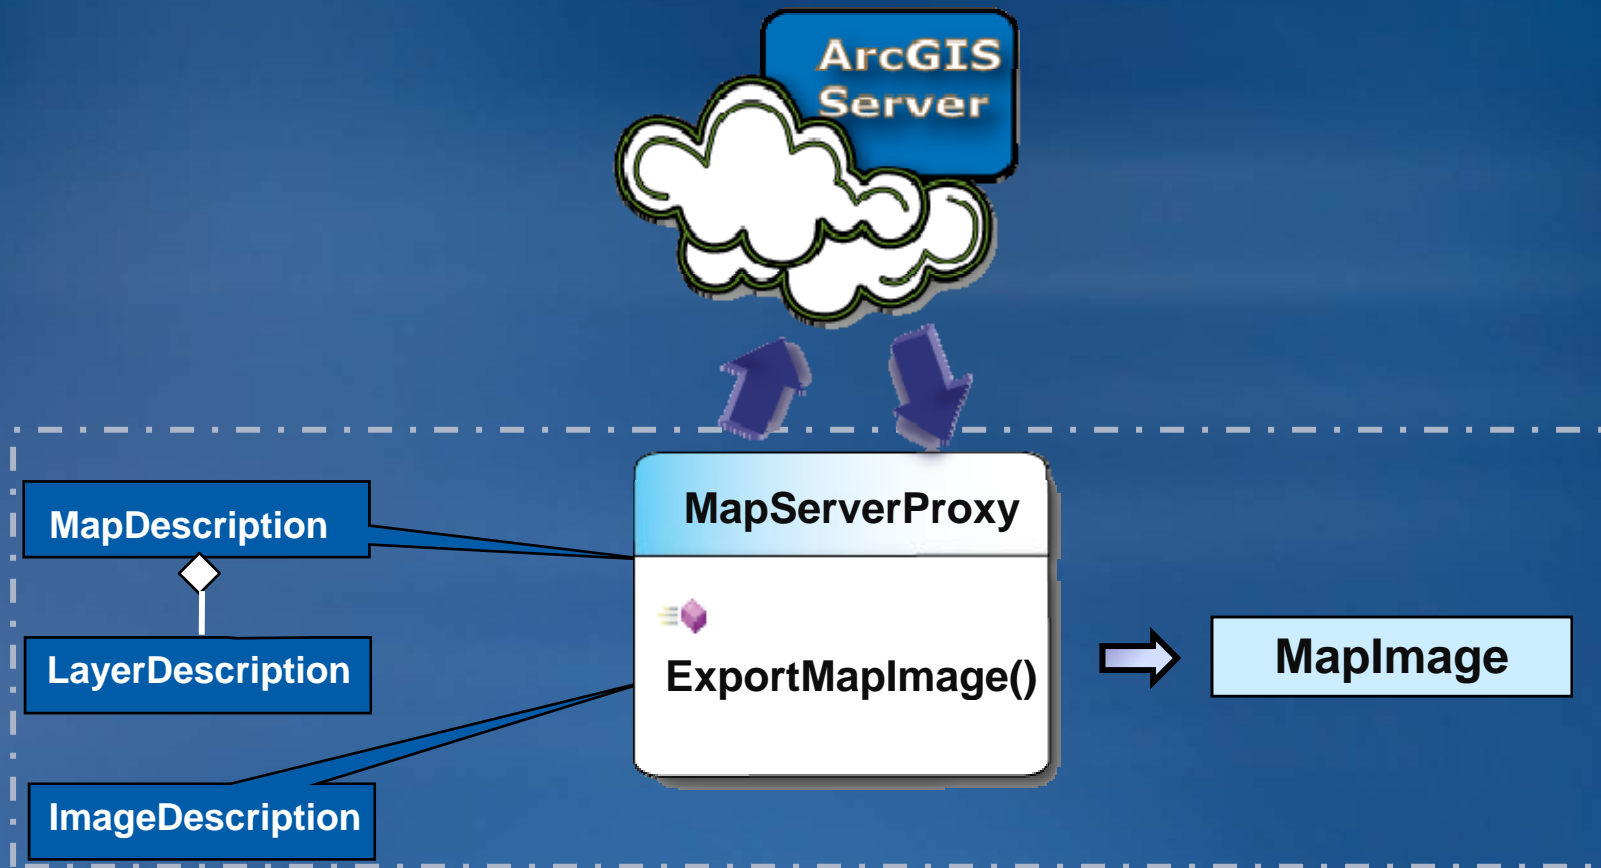 ArcGIS
Server
MapDescription
MapServerProxy
LayerDescription
ExportMapImage()
MapImage
ImageDescription